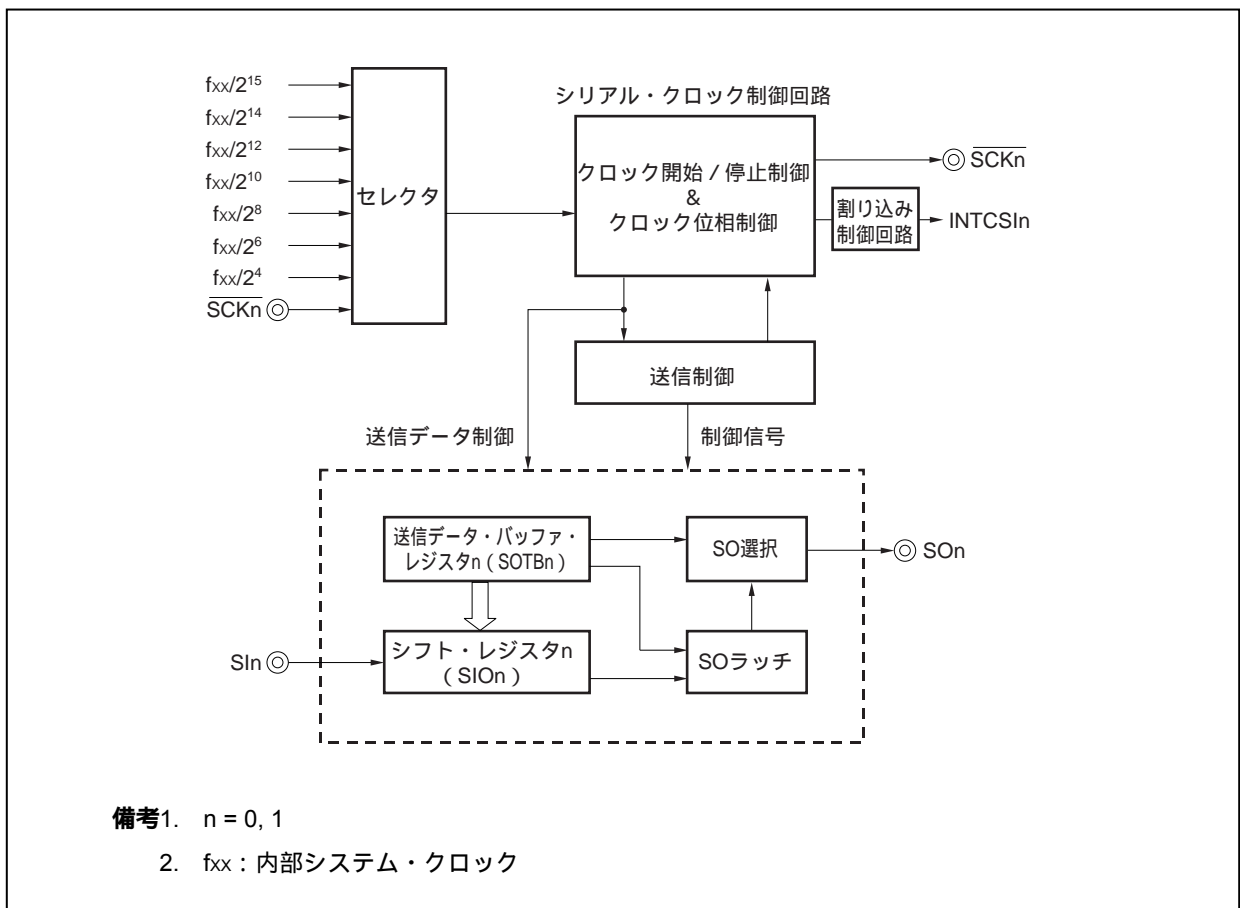 fxx/2¹⁵
fxx/2¹⁴
fxx/2¹²
fxx/2¹⁰
fxx/2⁸
fxx/2⁶
fxx/2⁴
SCKn
セレクタ
シリアル・クロック制御回路
クロック開始/停止制御
&
クロック位相制御
SCKn
割り込み
制御回路
INTCSIn
送信制御
送信データ制御
制御信号
送信データ・バッファ・
レジスタn(SOTBn)
SO選択
SOn
SIn
シフト・レジスタn
(SIOn)
SOラッチ
備考1. n = 0, 1
2. fxx:内部システム・クロック